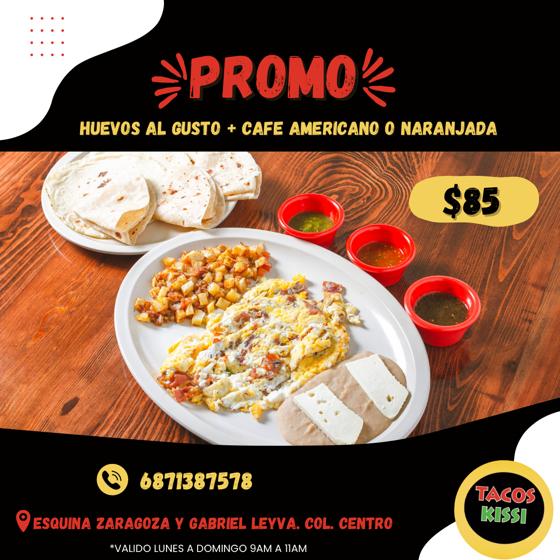 PROMO
HUEVOS AL GUSTO + CAFE AMERICANO O NARANJADA
$85
6871387578
ESQUINA ZARAGOZA Y GABRIEL LEYVA. COL. CENTRO
TACOS
KISSI
*VALIDO LUNES A DOMINGO 9AM A 11AM